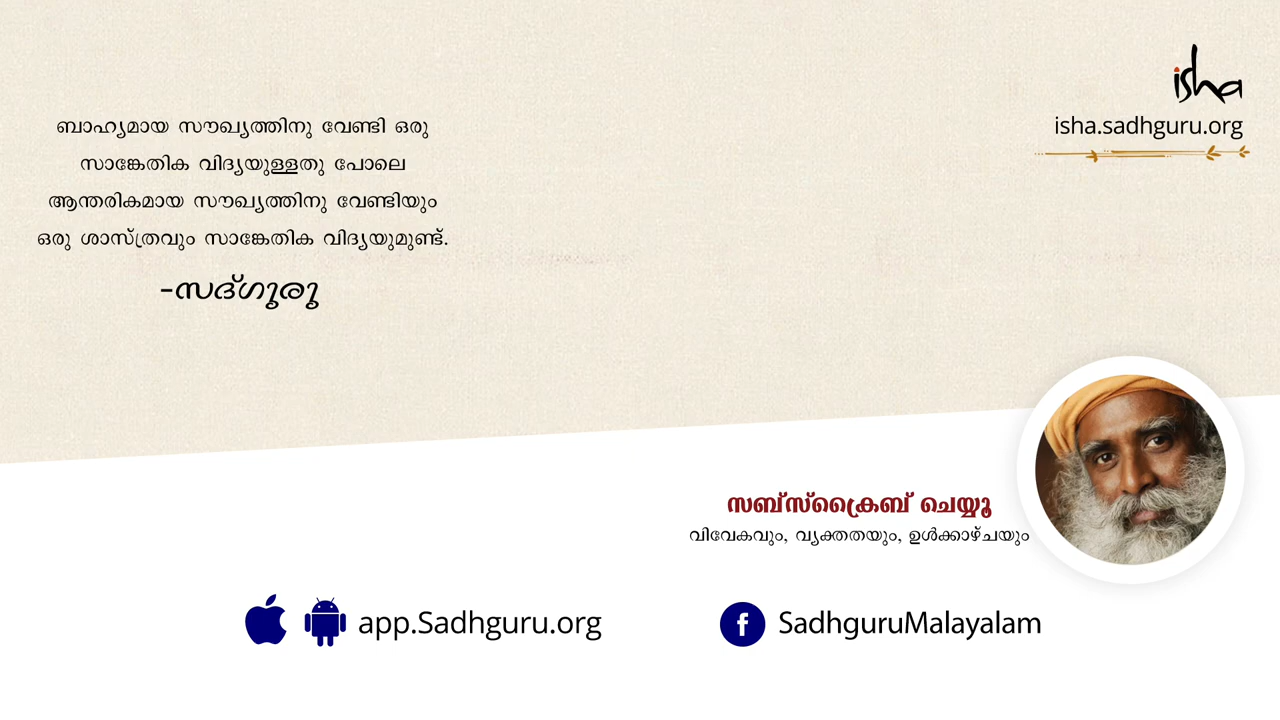 ബാഹ്യമായ സൗഖ്യത്തിനു വേണ്ടി ഒരു
സാങ്കേതിക വിദ്യയുള്ളതു പോലെ
ആന്തരികമായ സൗഖ്യത്തിനു വേണ്ടിയും
ഒരു ശാസ്ത്രവും സാങ്കേതിക വിദ്യയുമുണ്ട്.
-സദ്ഗുരു
isha
isha.sadhguru.org
സബ്സ്ക്രൈബ് ചെയ്യൂ
വിവേകവും, വ്യക്തതയും, ഉൾക്കാഴ്ചയും
app.Sadhguru.org
f SadhguruMalayalam